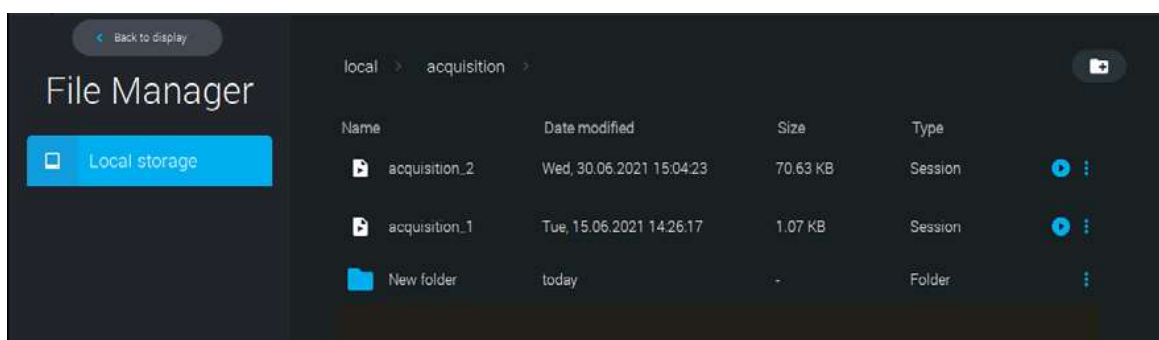 Back to display
File Manager
Local storage
local > acquisition >
Name Date modified Size Type
acquisition_2 Wed, 30.06.2021 15:04:23 70.63 KB Session
acquisition_1 Tue, 15.06.2021 14:26:17 1.07 KB Session
New folder today - Folder